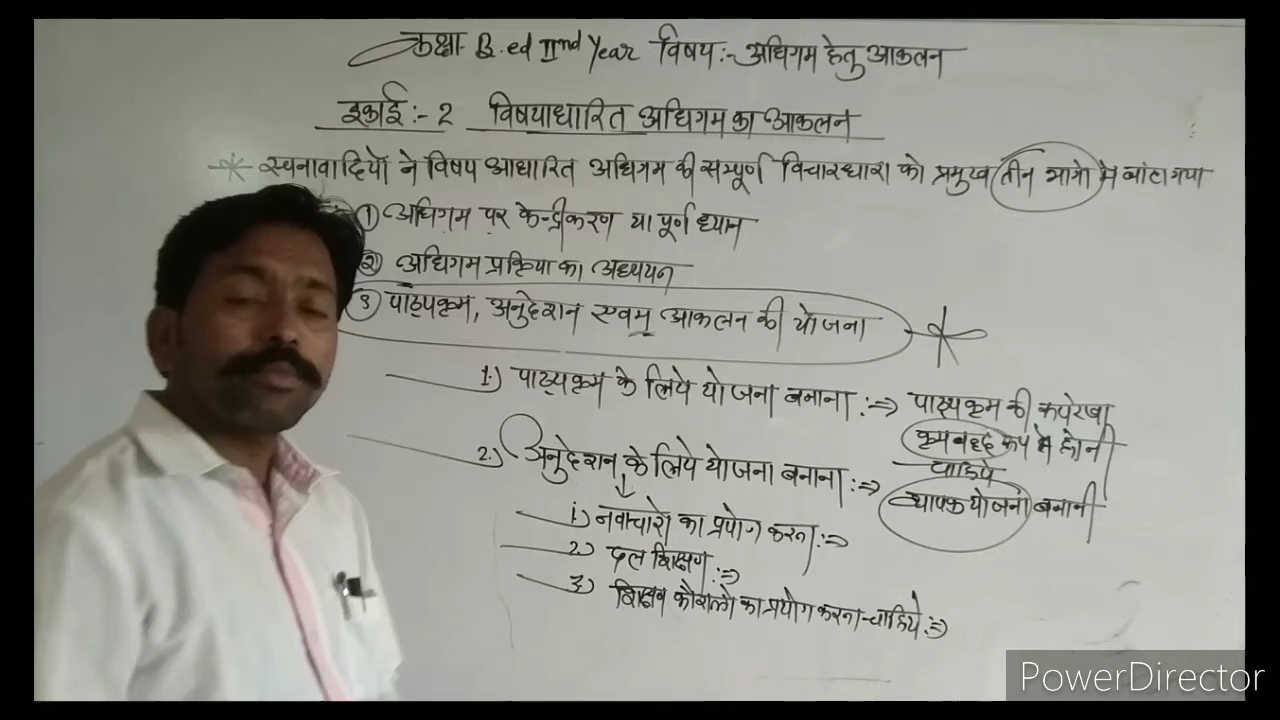 कक्षा B.ed IInd Year विषय:- अधिगम हेतु आकलन
इकाई:- 2 विषयाधारित अधिगम का आकलन
* रचनावादियों ने विषय आधारित अधिगम की सम्पूर्ण विचारधारा को प्रमुख तीन भागों में बांटा गया
① अधिगम पर केन्द्रीकरण या पूर्ण ध्यान
② अधिगम प्रक्रिया का अध्ययन
③ पाठ्यक्रम, अनुदेशन एवम् आकलन की योजना *
1.) पाठ्यक्रम के लिये योजना बनाना :⇒ पाठ्यक्रम की रूपरेखा
क्रमबद्ध रूप में होनी
चाहिये
2.) अनुदेशन के लिये योजना बनाना :⇒ व्यापक योजना बनानी
↓
1.) नवाचारों का प्रयोग करना :⇒
2.) दल शिक्षण :⇒
3.) शिक्षण कौशलों का प्रयोग करना चाहिये :⇒
PowerDirector